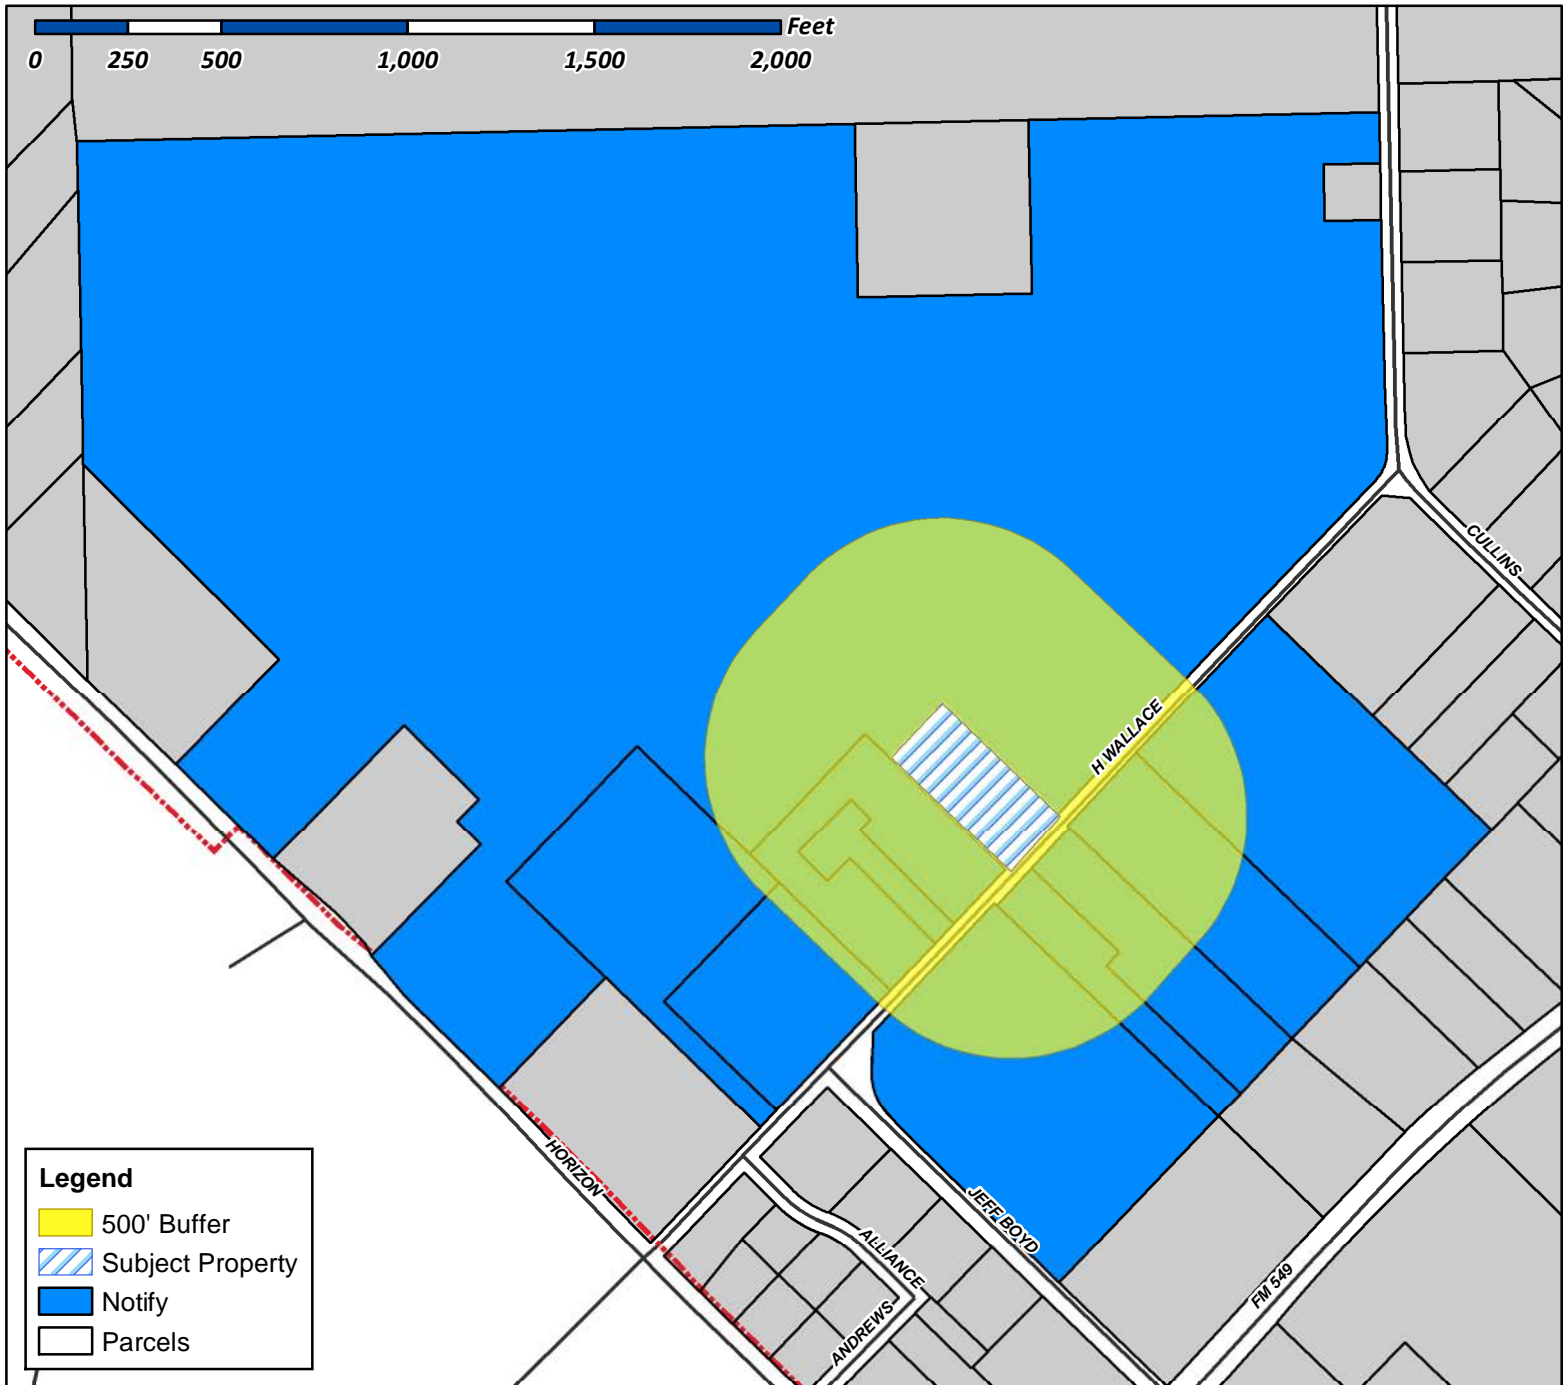 Feet
0 250 500 1,000 1,500 2,000
CULLINS
H WALLACE
HORIZON
JEFF BOYD
ALLIANCE
ANDREWS
FM 549
Legend
500' Buffer
Subject Property
Notify
Parcels